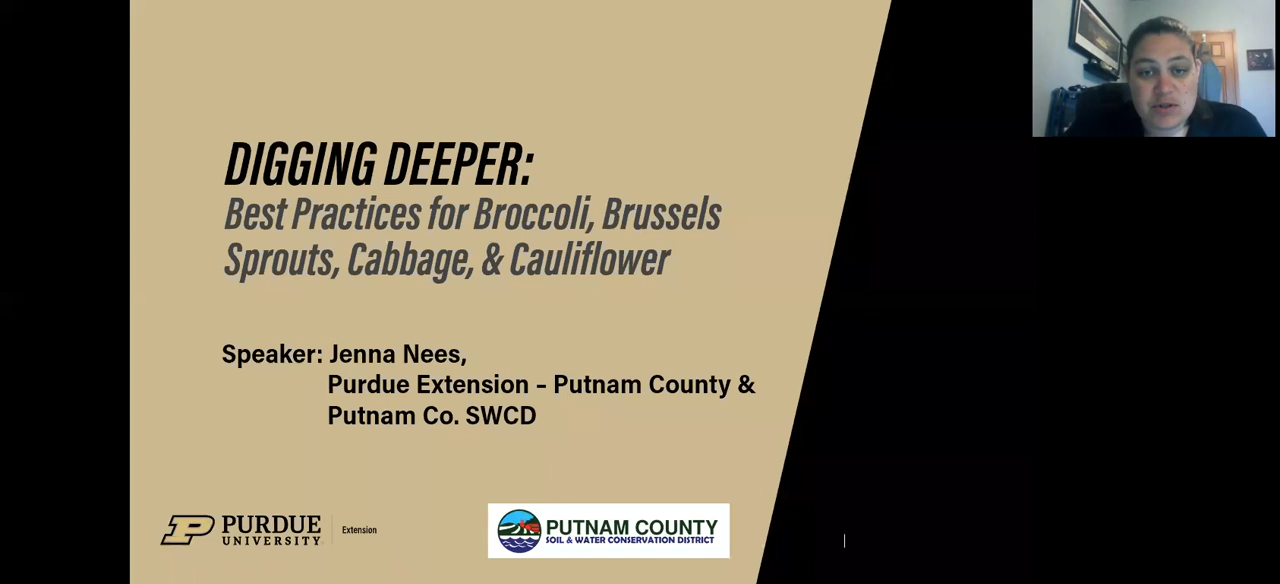 DIGGING DEEPER:
Best Practices for Broccoli, Brussels
Sprouts, Cabbage, & Cauliflower
Speaker: Jenna Nees,
Purdue Extension – Putnam County &
Putnam Co. SWCD
PURDUE
UNIVERSITY
Extension
PUTNAM COUNTY
SOIL & WATER CONSERVATION DISTRICT